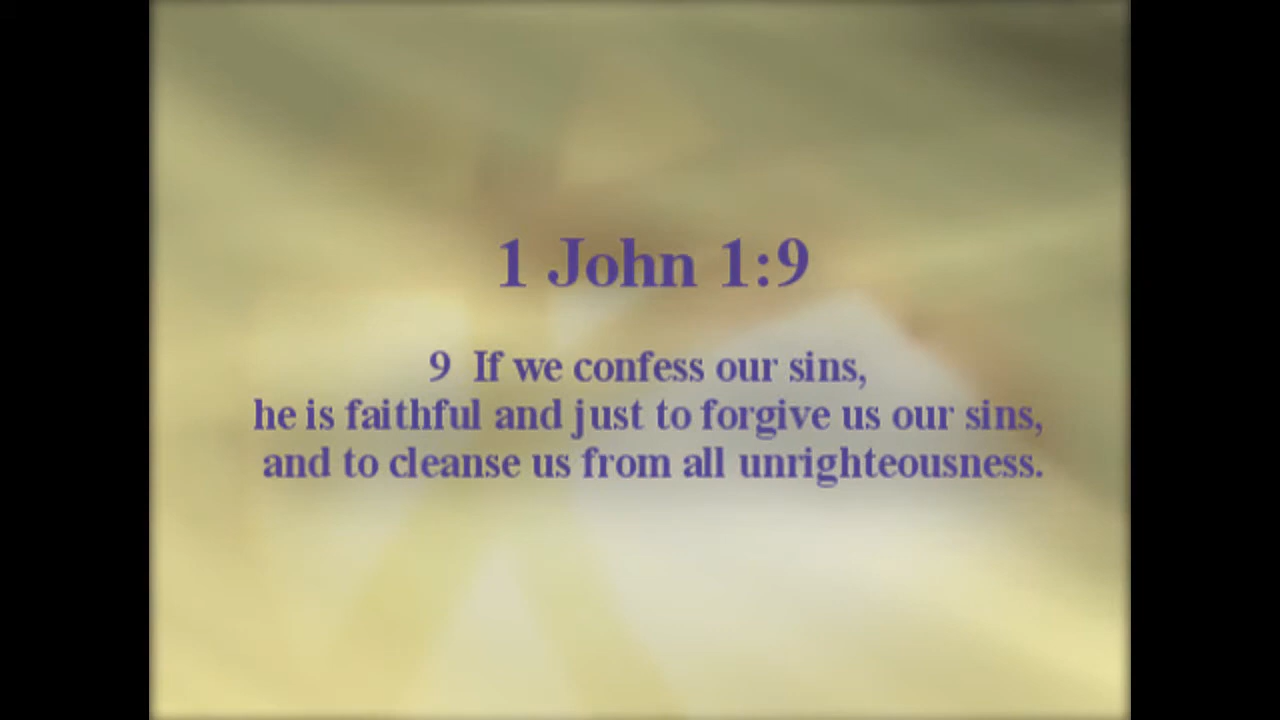 1 John 1:9
9 If we confess our sins,
he is faithful and just to forgive us our sins,
and to cleanse us from all unrighteousness.